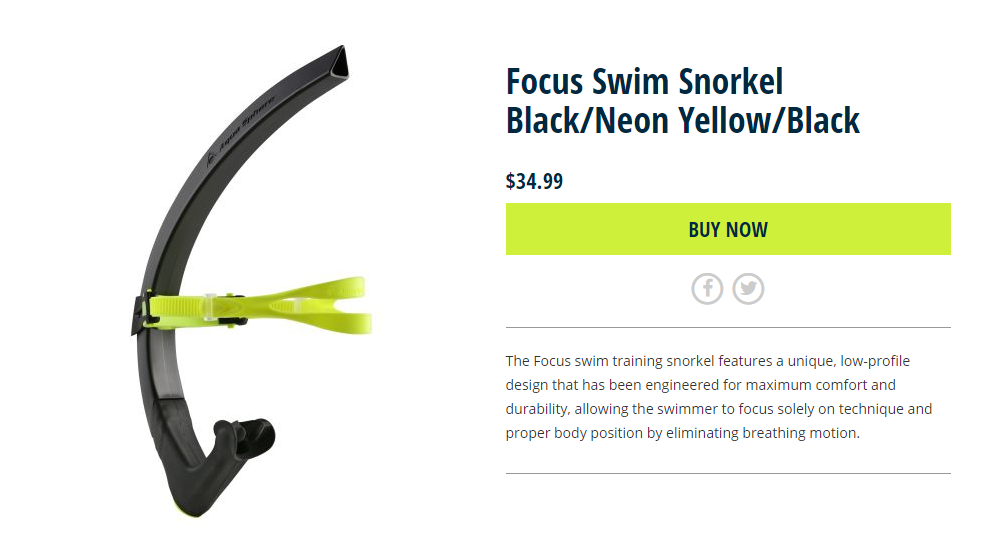 Aqua Sphere
Focus Swim Snorkel
Black/Neon Yellow/Black
$34.99
BUY NOW
The Focus swim training snorkel features a unique, low-profile
design that has been engineered for maximum comfort and
durability, allowing the swimmer to focus solely on technique and
proper body position by eliminating breathing motion.